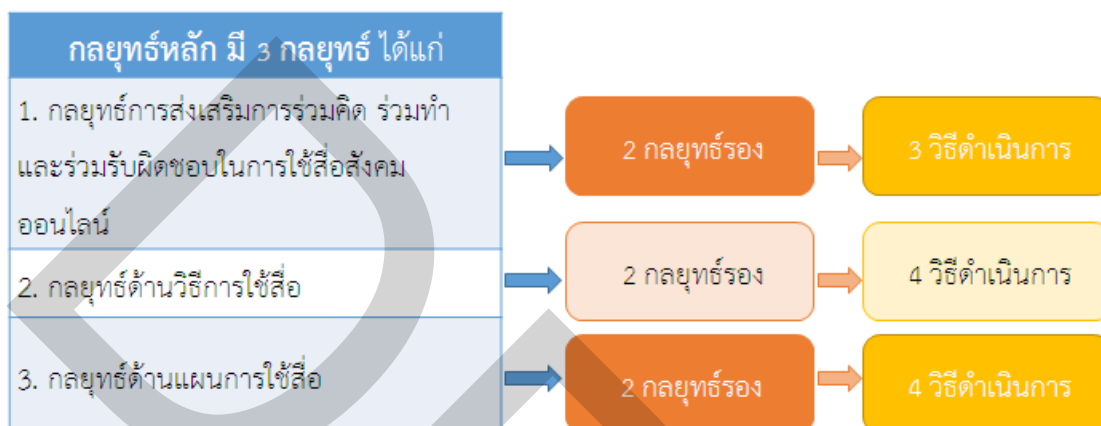 กลยุทธ์หลัก มี 3 กลยุทธ์ ได้แก่
1. กลยุทธ์การส่งเสริมการร่วมคิด ร่วมทำ
และร่วมรับผิดชอบในการใช้สื่อสังคม
ออนไลน์
2 กลยุทธ์รอง
3 วิธีดำเนินการ
2. กลยุทธ์ด้านวิธีการใช้สื่อ
2 กลยุทธ์รอง
4 วิธีดำเนินการ
3. กลยุทธ์ด้านแผนการใช้สื่อ
2 กลยุทธ์รอง
4 วิธีดำเนินการ